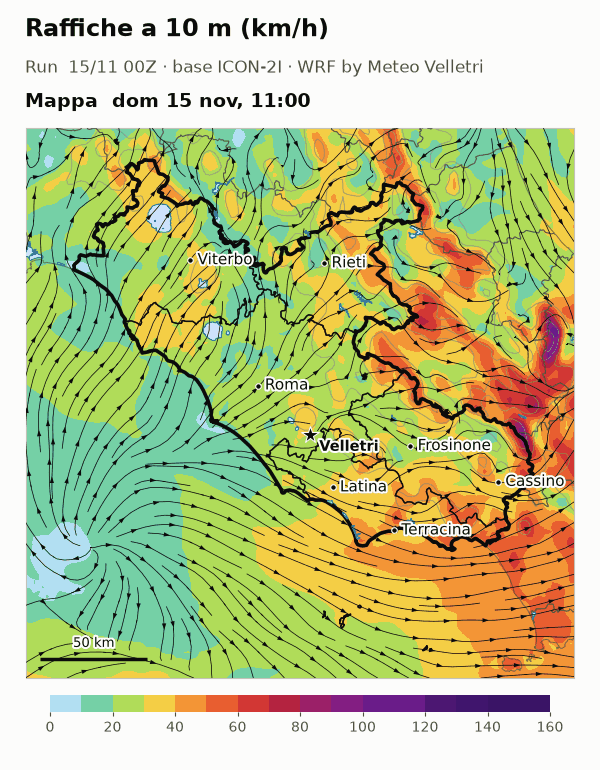 Raffiche a 10 m (km/h)
Run  15/11 00Z · base ICON-2I · WRF by Meteo Velletri
Mappa  dom 15 nov, 11:00
Viterbo
Rieti
Roma
Velletri
Frosinone
Cassino
Latina
Terracina
50 km
0 20 40 60 80 100 120 140 160